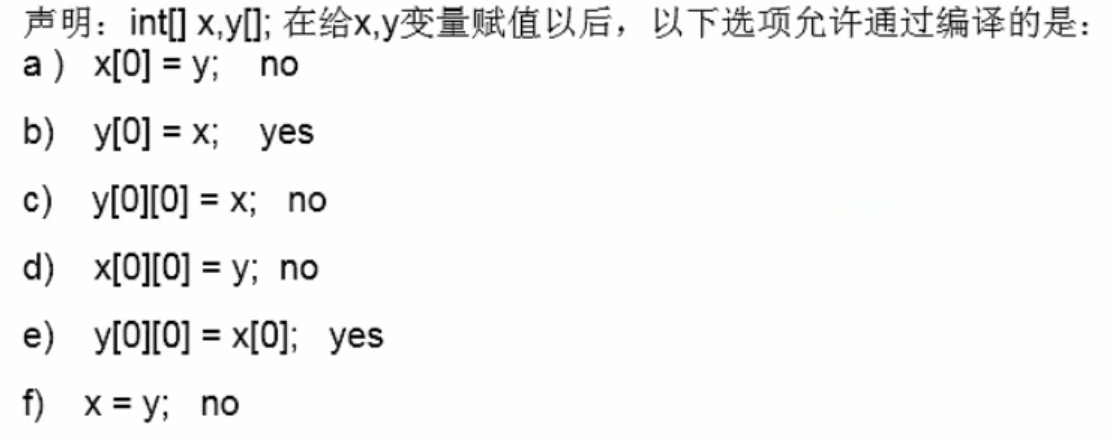 声明：int[] x,y[]; 在给x,y变量赋值以后，以下选项允许通过编译的是：
a ) x[0] = y; no
b) y[0] = x; yes
c) y[0][0] = x; no
d) x[0][0] = y; no
e) y[0][0] = x[0]; yes
f) x = y; no